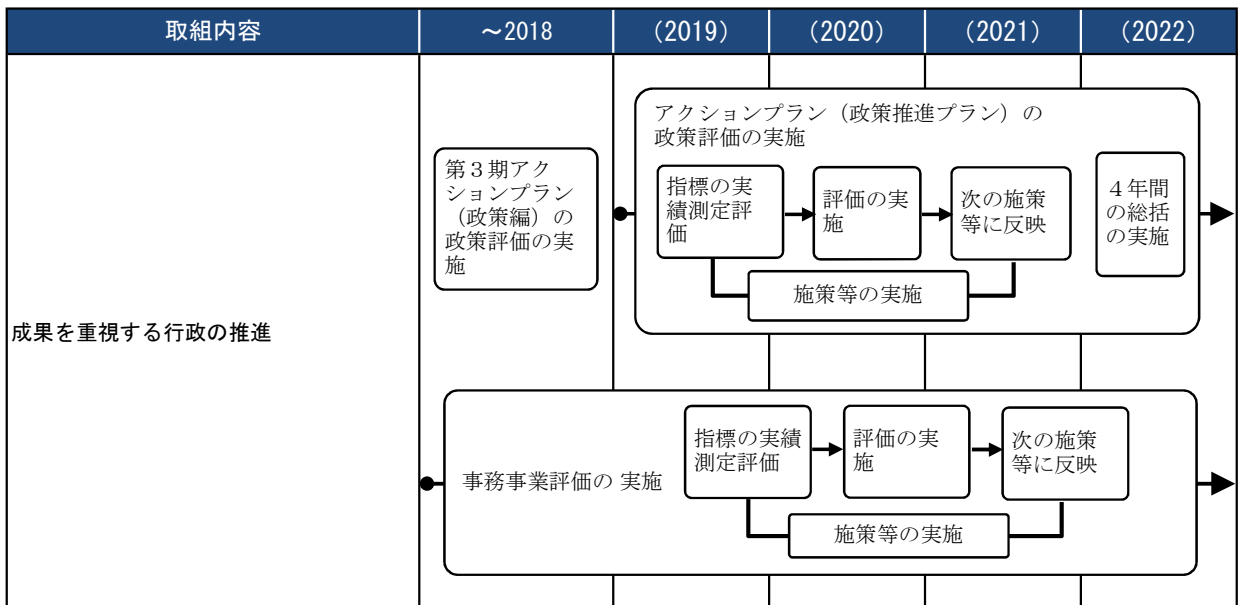 取組内容
～2018
（2019）
（2020）
（2021）
（2022）
成果を重視する行政の推進
第３期アク
ションプラン
（政策編）の
政策評価の実
施
アクションプラン（政策推進プラン）の
政策評価の実施
指標の実
績測定評
価
評価の実
施
次の施策
等に反映
４年間
の総括
の実施
施策等の実施
事務事業評価の 実施
指標の実績
測定評価
評価の実
施
次の施策
等に反映
施策等の実施